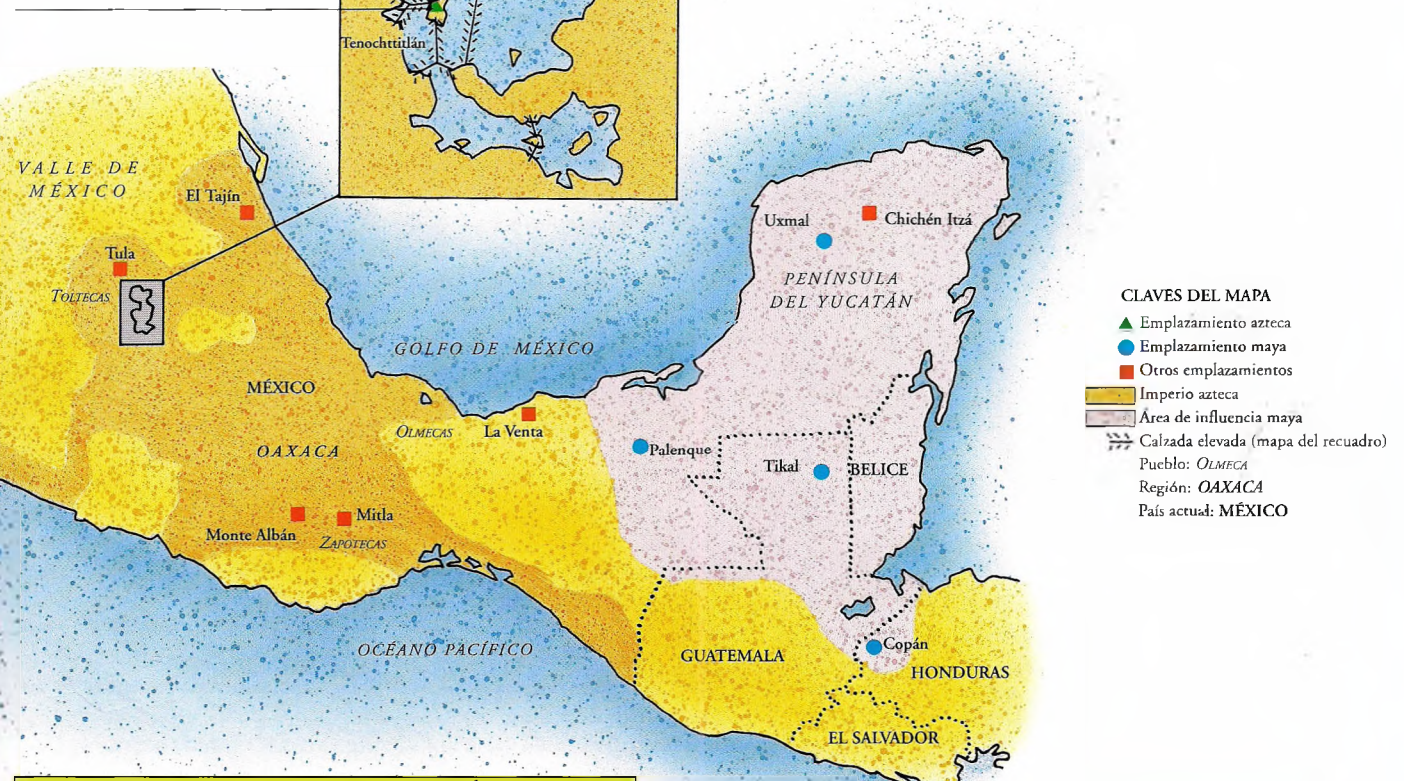 Tenochttitlán
VALLE DE
MÉXICO
El Tajín
Tula
TOLTECAS
GOLFO DE MÉXICO
MÉXICO
OAXACA
OLMECAS
La Venta
Monte Albán
Mitla
ZAPOTECAS
OCÉANO PACÍFICO
Uxmal
Chichén Itzá
PENÍNSULA
DEL YUCATÁN
Palenque
Tikal
BELICE
GUATEMALA
Copán
HONDURAS
EL SALVADOR
CLAVES DEL MAPA
Emplazamiento azteca
Emplazamiento maya
Otros emplazamientos
Imperio azteca
Área de influencia maya
Calzada elevada (mapa del recuadro)
Pueblo: OLMECA
Región: OAXACA
País actual: MÉXICO